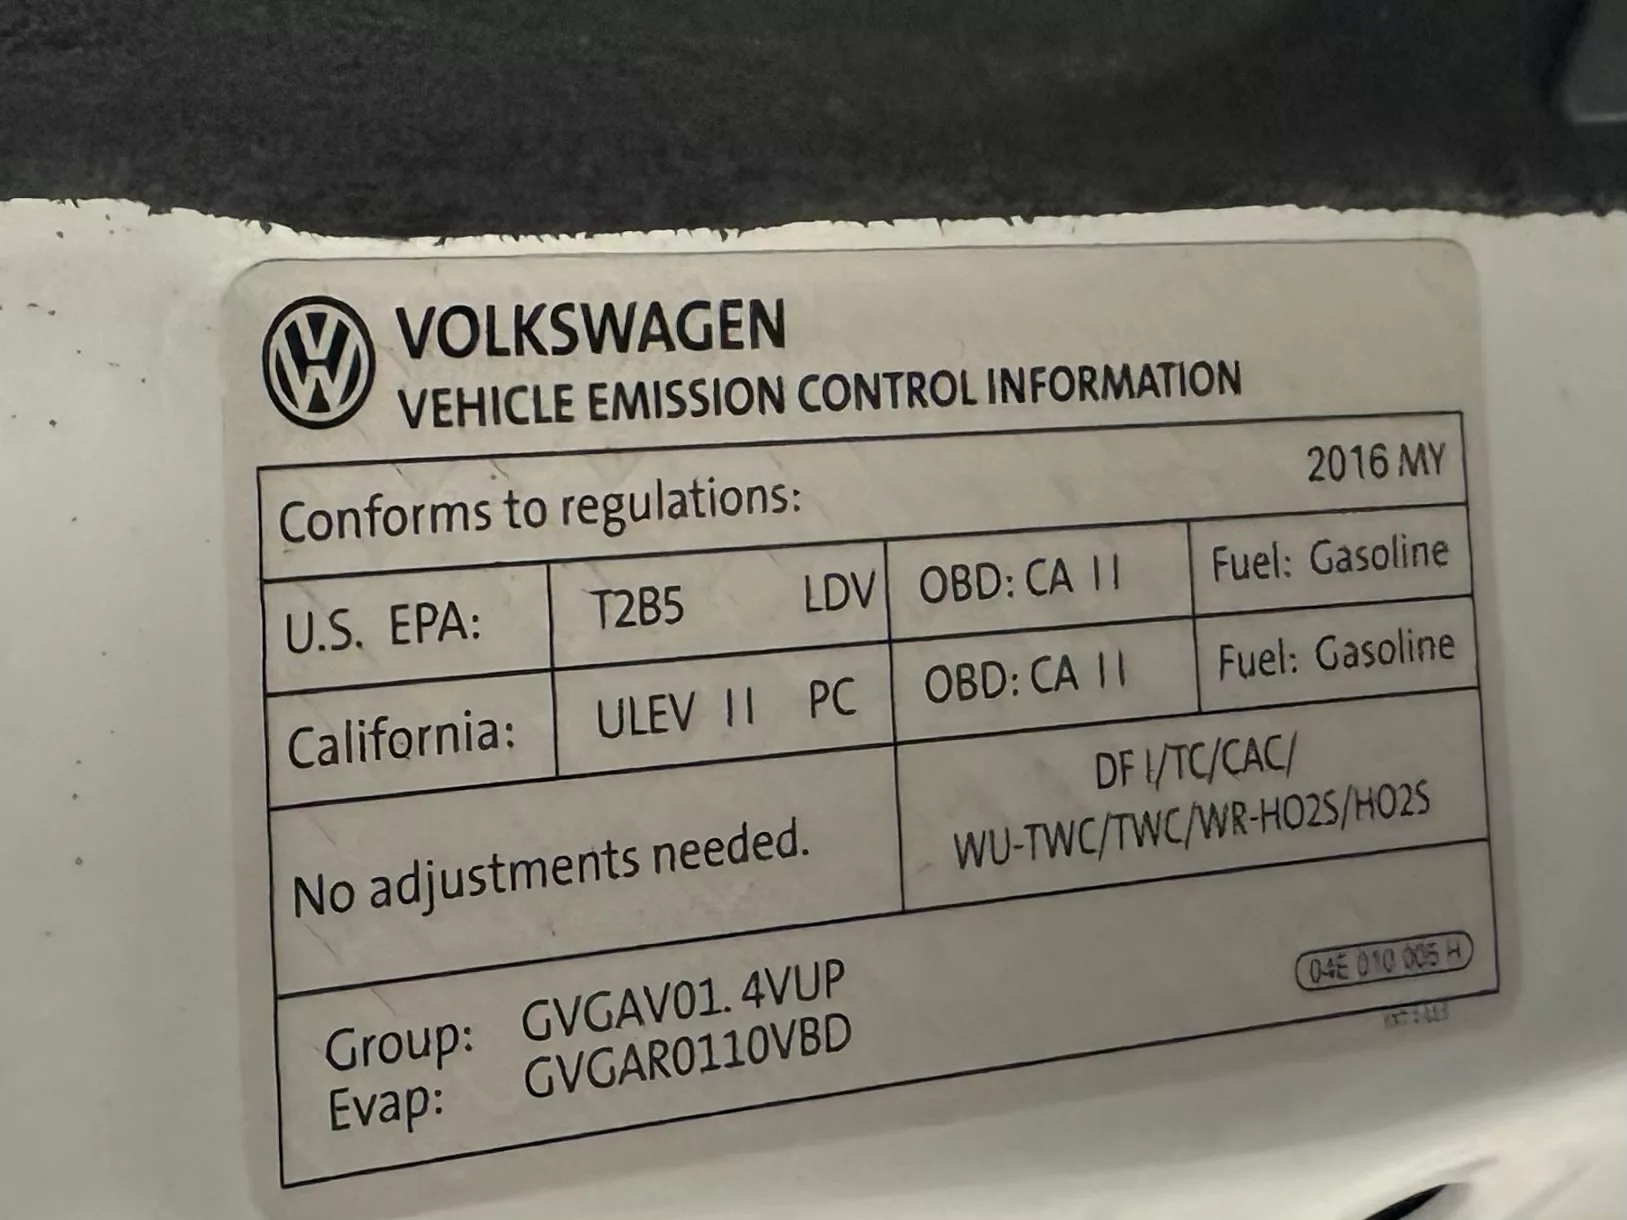 VOLKSWAGEN
VEHICLE EMISSION CONTROL INFORMATION
Conforms to regulations: 2016 MY
U.S. EPA: T2B5 LDV OBD: CA II Fuel: Gasoline
California: ULEV II PC OBD: CA II Fuel: Gasoline
No adjustments needed.
DFI/TC/CAC/
WU-TWC/TWC/WR-HO2S/HO2S
Group: GVGAV01.4VUP
Evap: GVGAR0110VBD
04E 010 005 H